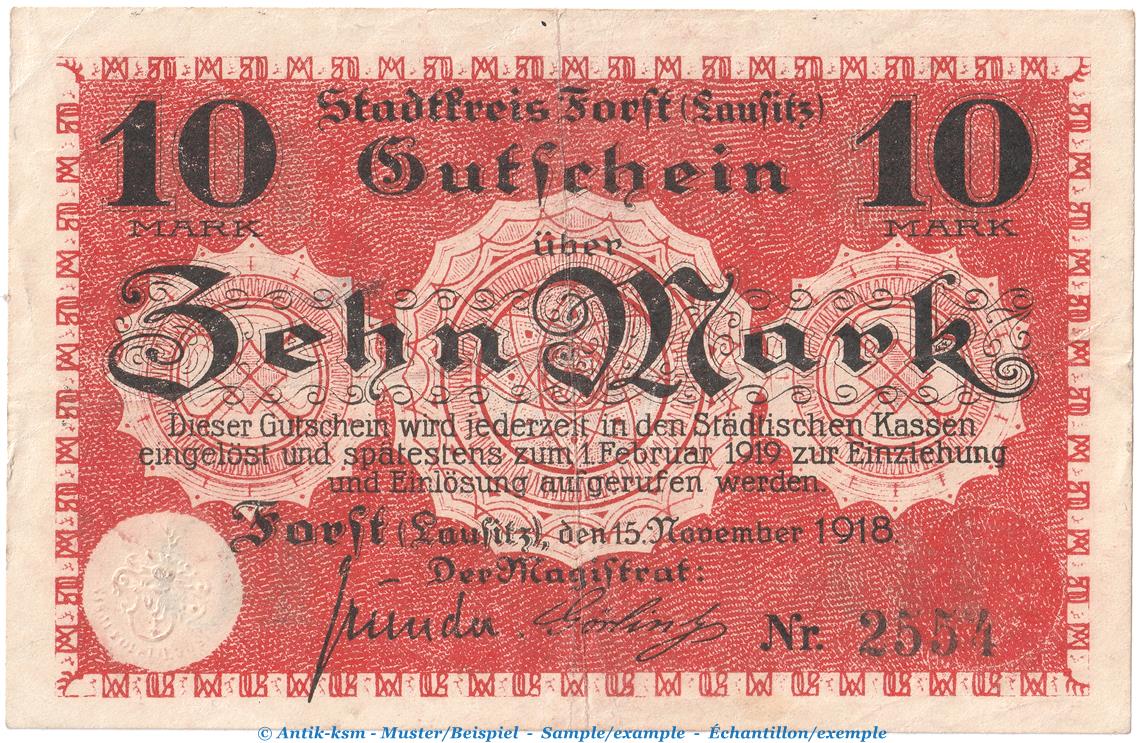 Stadtkreis Forst (Lausitz)
10 10
Gutschein
MARK MARK
über
Zehn Mark
Dieser Gutschein wird jederzeit in den Städtischen Kassen
eingelöst und spätestens zum 1. Februar 1919 zur Einziehung
und Einlösung aufgerufen werden.
Forst (Lausitz), den 15. November 1918.
Der Magistrat:
Nr. 2554
© Antik-ksm - Muster/Beispiel - Sample/example - Échantillon/exemple